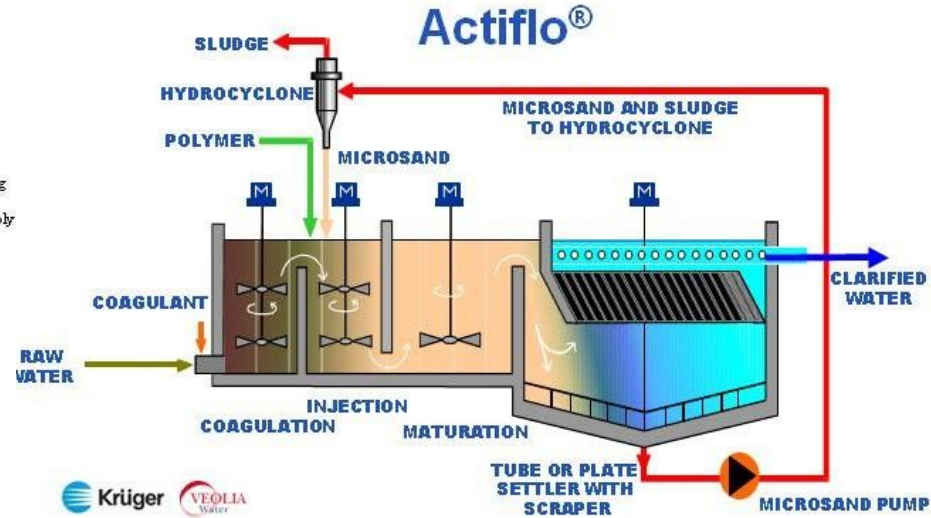 Actiflo®
SLUDGE
HYDROCYCLONE
MICROSAND AND SLUDGE
TO HYDROCYCLONE
POLYMER
MICROSAND
M
M
M
M
COAGULANT
CLARIFIED
WATER
RAW
WATER
INJECTION
COAGULATION
MATURATION
TUBE OR PLATE
SETTLER WITH
SCRAPER
MICROSAND PUMP
Krüger
VEOLIA
Water